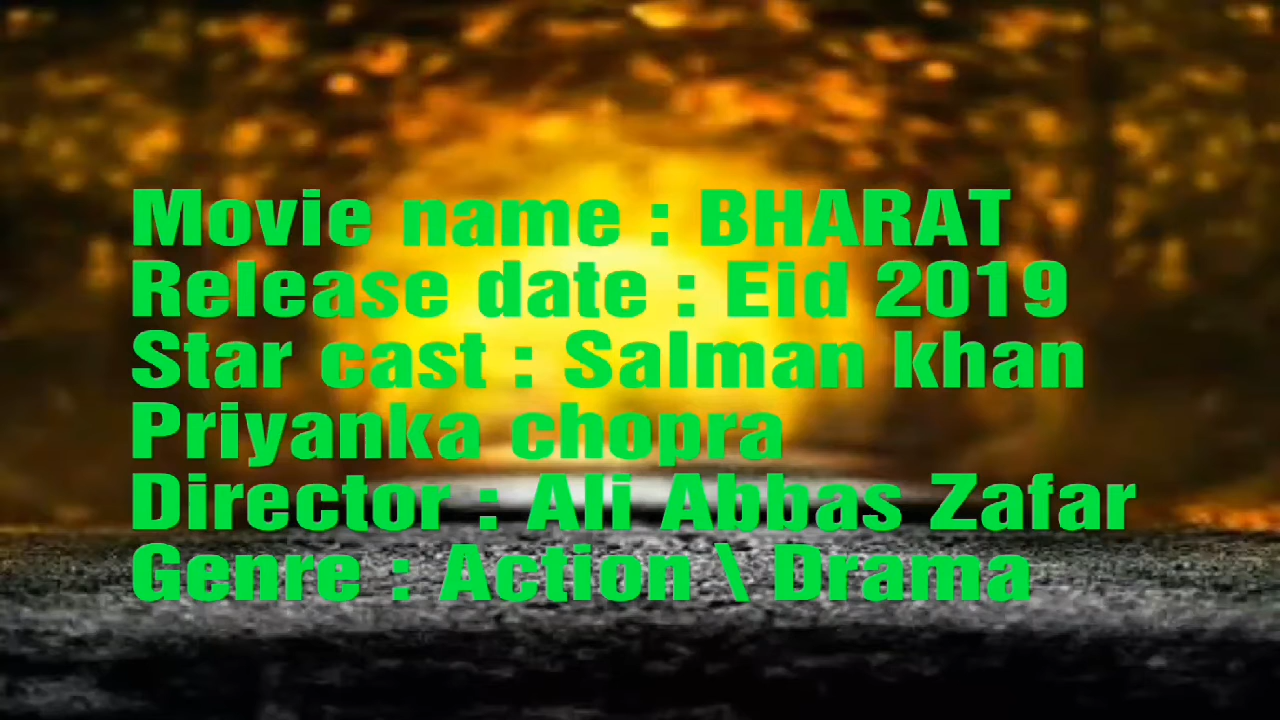 Movie name : BHARAT
Release date : Eid 2019
Star cast : Salman khan
Priyanka chopra
Director : Ali Abbas Zafar
Genre : Action \ Drama